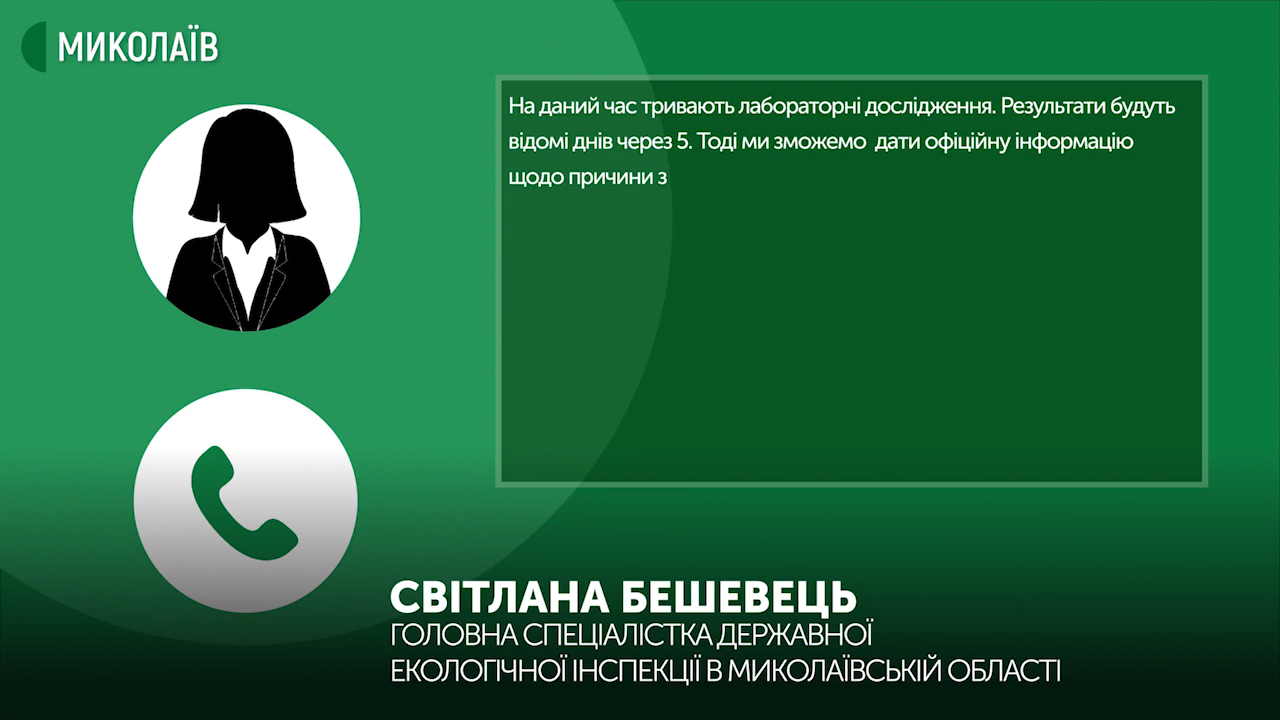 МИКОЛАЇВ
На даний час тривають лабораторні дослідження. Результати будуть
відомі днів через 5. Тоді ми зможемо дати офіційну інформацію
щодо причини з
СВІТЛАНА БЕШЕВЕЦЬ
ГОЛОВНА СПЕЦІАЛІСТКА ДЕРЖАВНОЇ
ЕКОЛОГІЧНОЇ ІНСПЕКЦІЇ В МИКОЛАЇВСЬКІЙ ОБЛАСТІ